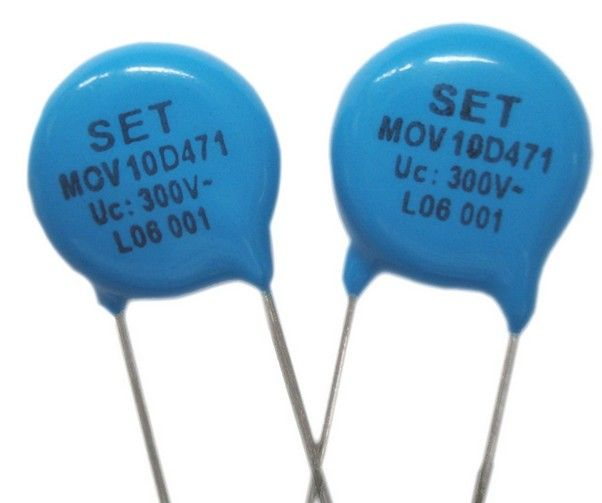 SET
MOV10D471
Uc: 300V~
L06 001
SET
MOV10D471
Uc: 300V~
L06 001